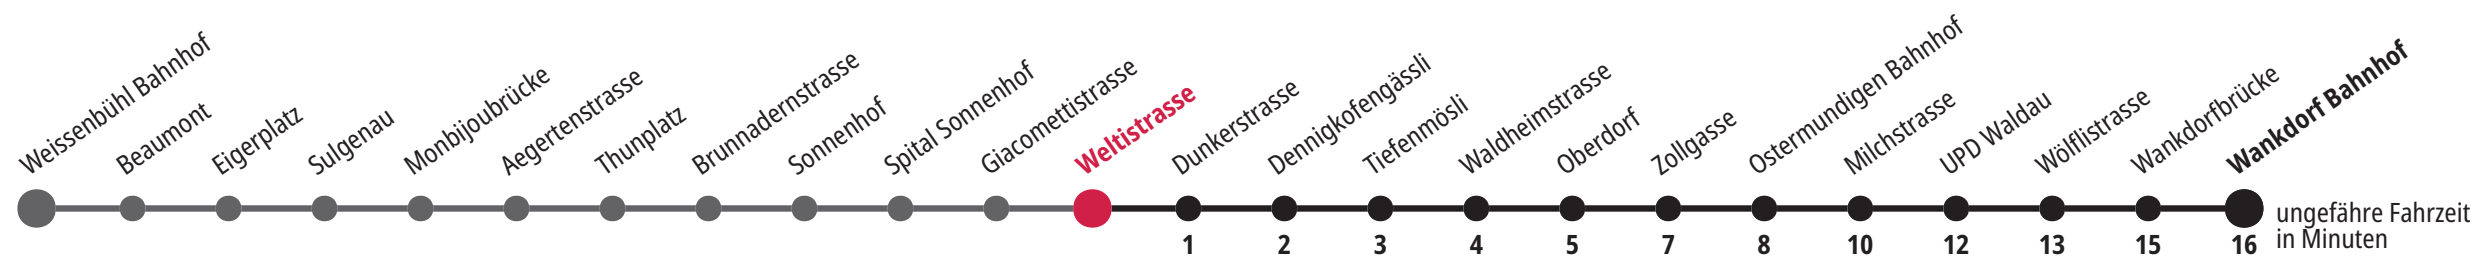 Weissenbühl Bahnhof
Beaumont
Eigerplatz
Sulgenau
Monbijoubrücke
Aegertenstrasse
Thunplatz
Brunnadernstrasse
Sonnenhof
Spital Sonnenhof
Giacomettistrasse
Weltistrasse
Dunkerstrasse
Dennigkofengässli
Tiefenmösli
Waldheimstrasse
Oberdorf
Zollgasse
Ostermundigen Bahnhof
Milchstrasse
UPD Waldau
Wölflistrasse
Wankdorfbrücke
Wankdorf Bahnhof
1 2 3 4 5 7 8 10 12 13 15 16
ungefähre Fahrzeit
in Minuten